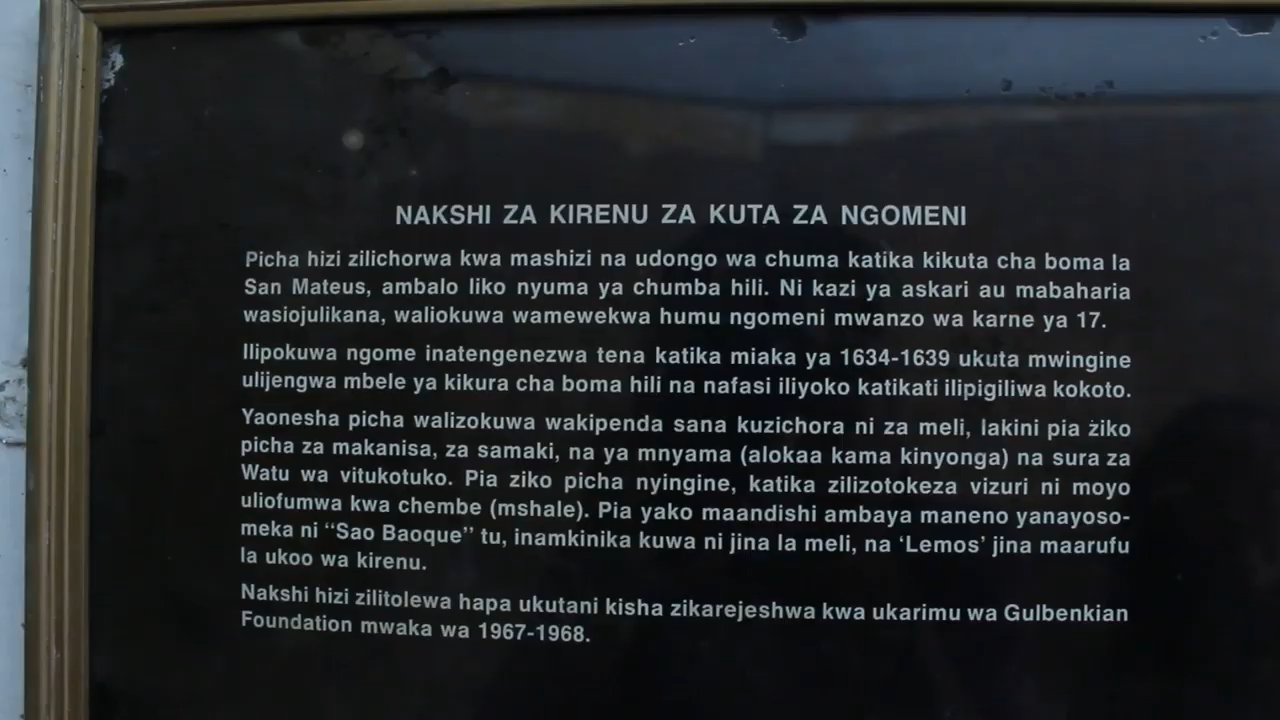 NAKSHI ZA KIRENU ZA KUTA ZA NGOMENI
Picha hizi zilichorwa kwa mashizi na udongo wa chuma katika kikuta cha boma la
San Mateus, ambalo liko nyuma ya chumba hili. Ni kazi ya askari au mabaharia
wasiojulikana, waliokuwa wamewekwa humu ngomeni mwanzo wa karne ya 17.
Ilipokuwa ngome inatengenezwa tena katika miaka ya 1634-1639 ukuta mwingine
ulijengwa mbele ya kikura cha boma hili na nafasi iliyoko katikati ilipigiliwa kokoto.
Yaonesha picha walizokuwa wakipenda sana kuzichora ni za meli, lakini pia ziko
picha za makanisa, za samaki, na ya mnyama (alokaa kama kinyonga) na sura za
Watu wa vitukotuko. Pia ziko picha nyingine, katika zilizotokeza vizuri ni moyo
uliofumwa kwa chembe (mshale). Pia yako maandishi ambaya maneno yanayoso-
meka ni “Sao Baoque” tu, inamkinika kuwa ni jina la meli, na ‘Lemos’ jina maarufu
la ukoo wa kirenu.
Nakshi hizi zilitolewa hapa ukutani kisha zikarejeshwa kwa ukarimu wa Gulbenkian
Foundation mwaka wa 1967-1968.